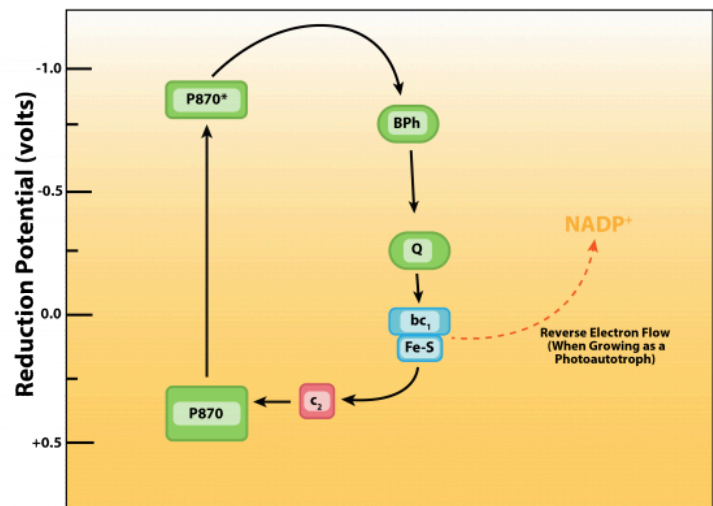 Reduction Potential (volts)
-1.0
-0.5
0.0
+0.5
P870*
BPh
Q
NADP⁺
bc₁
Fe-S
Reverse Electron Flow
(When Growing as a
Photoautotroph)
c₂
P870